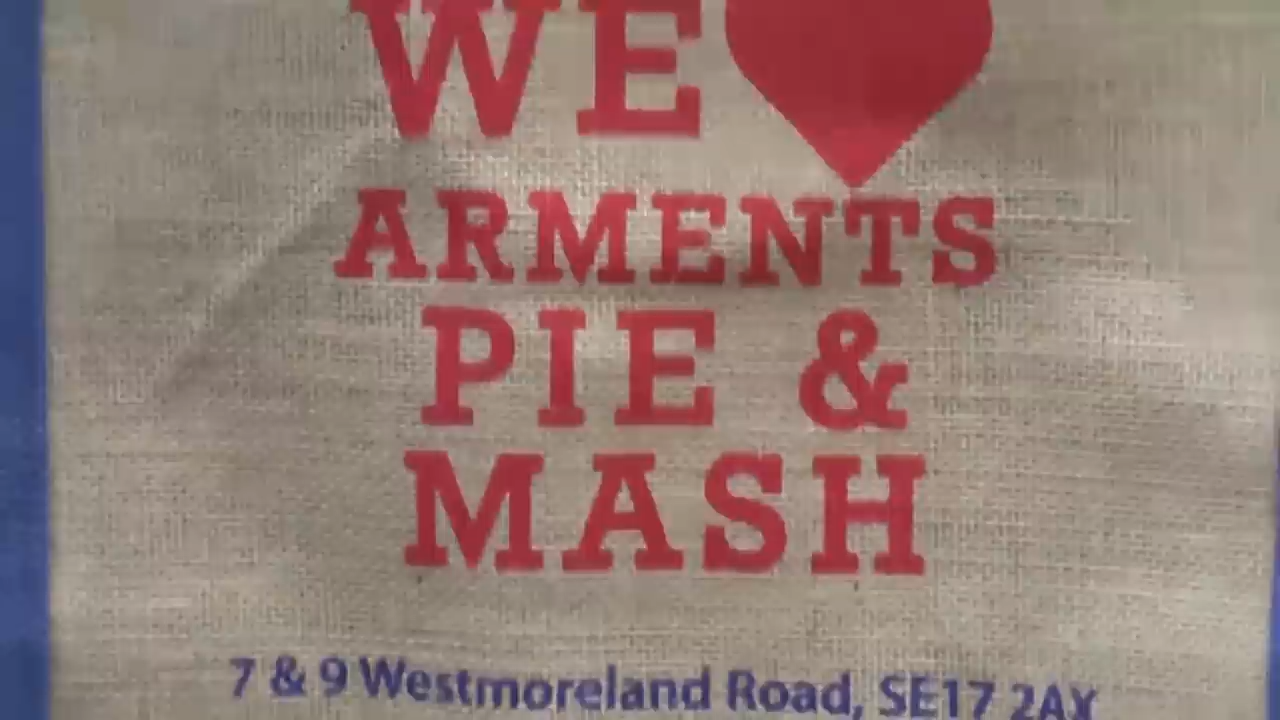 WE
ARMENTS
PIE &
MASH
7 & 9 Westmoreland Road, SE17 2AX